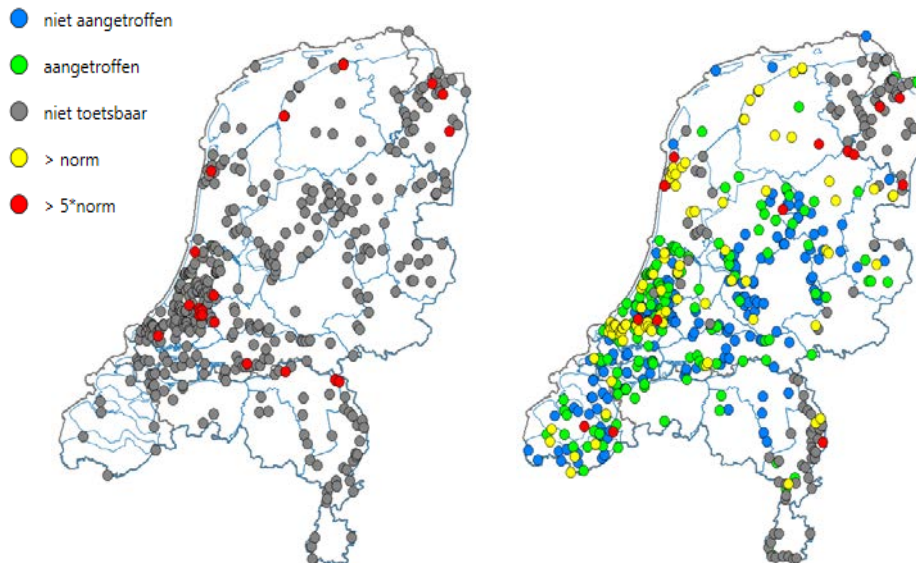 niet aangetroffen
aangetroffen
niet toetsbaar
> norm
> 5*norm